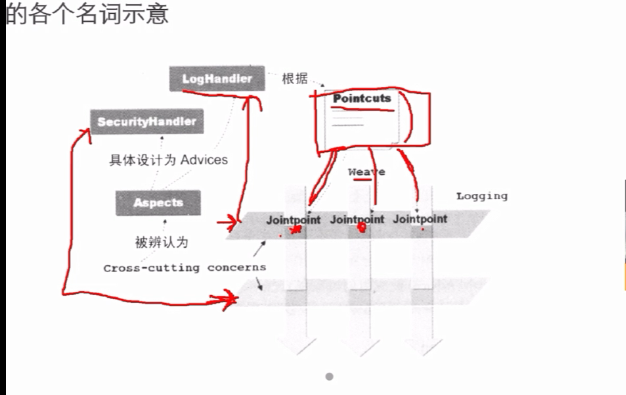 的各个名词示意
LogHandler
根据
Pointcuts
SecurityHandler
具体设计为 Advices
Weave
Aspects
Logging
Jointpoint Jointpoint Jointpoint
被辨认为
Cross-cutting concerns